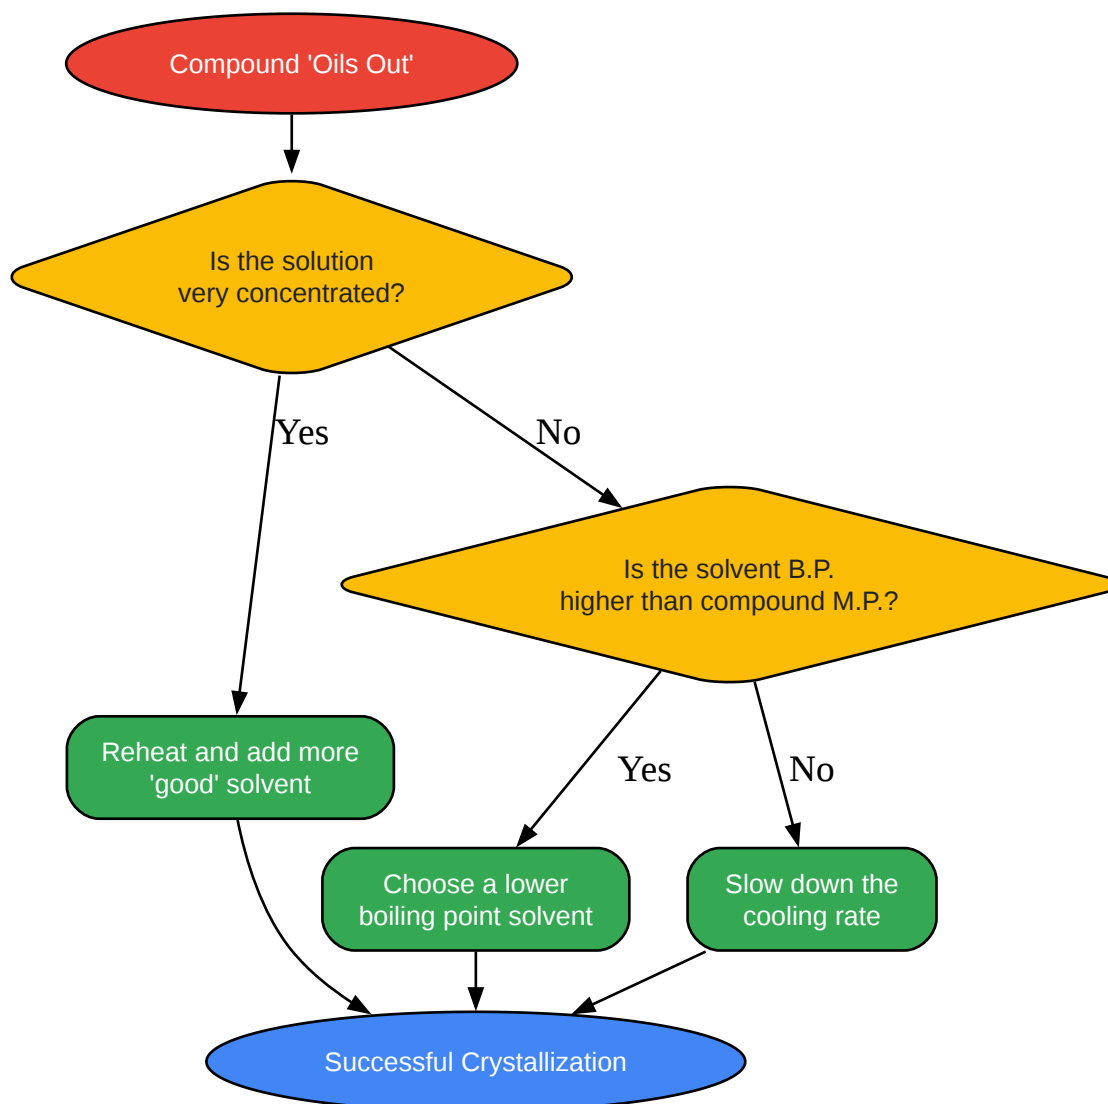 Compound 'Oils Out'
Is the solution
very concentrated?
Yes
No
Is the solvent B.P.
higher than compound M.P.?
Reheat and add more
'good' solvent
Yes
No
Choose a lower
boiling point solvent
Slow down the
cooling rate
Successful Crystallization